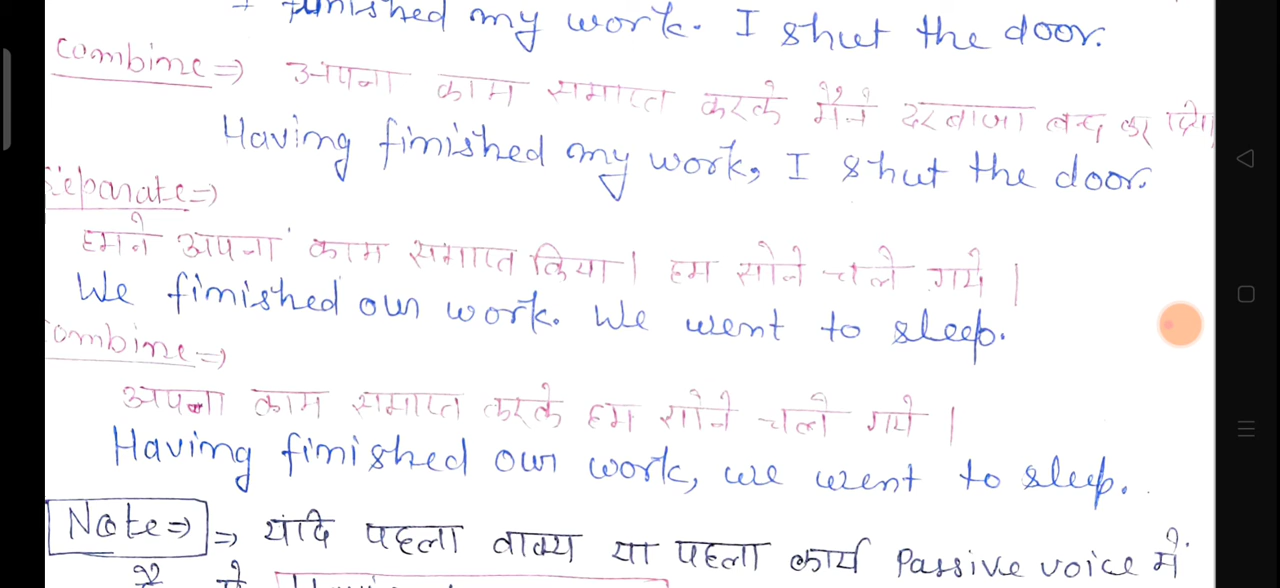 I finished my work. I shut the door.
Combine ⇒ अपना काम समाप्त करके मैंने दरवाजा बन्द कर दिया
Having finished my work, I shut the door.
Separate ⇒
हमने अपना काम समाप्त किया। हम सोने चले गये।
We finished our work. We went to sleep.
Combine ⇒
अपना काम समाप्त करके हम सोने चले गये।
Having finished our work, we went to sleep.
Note ⇒ ⇒ यदि पहला वाक्य या पहला कार्य Passive voice में